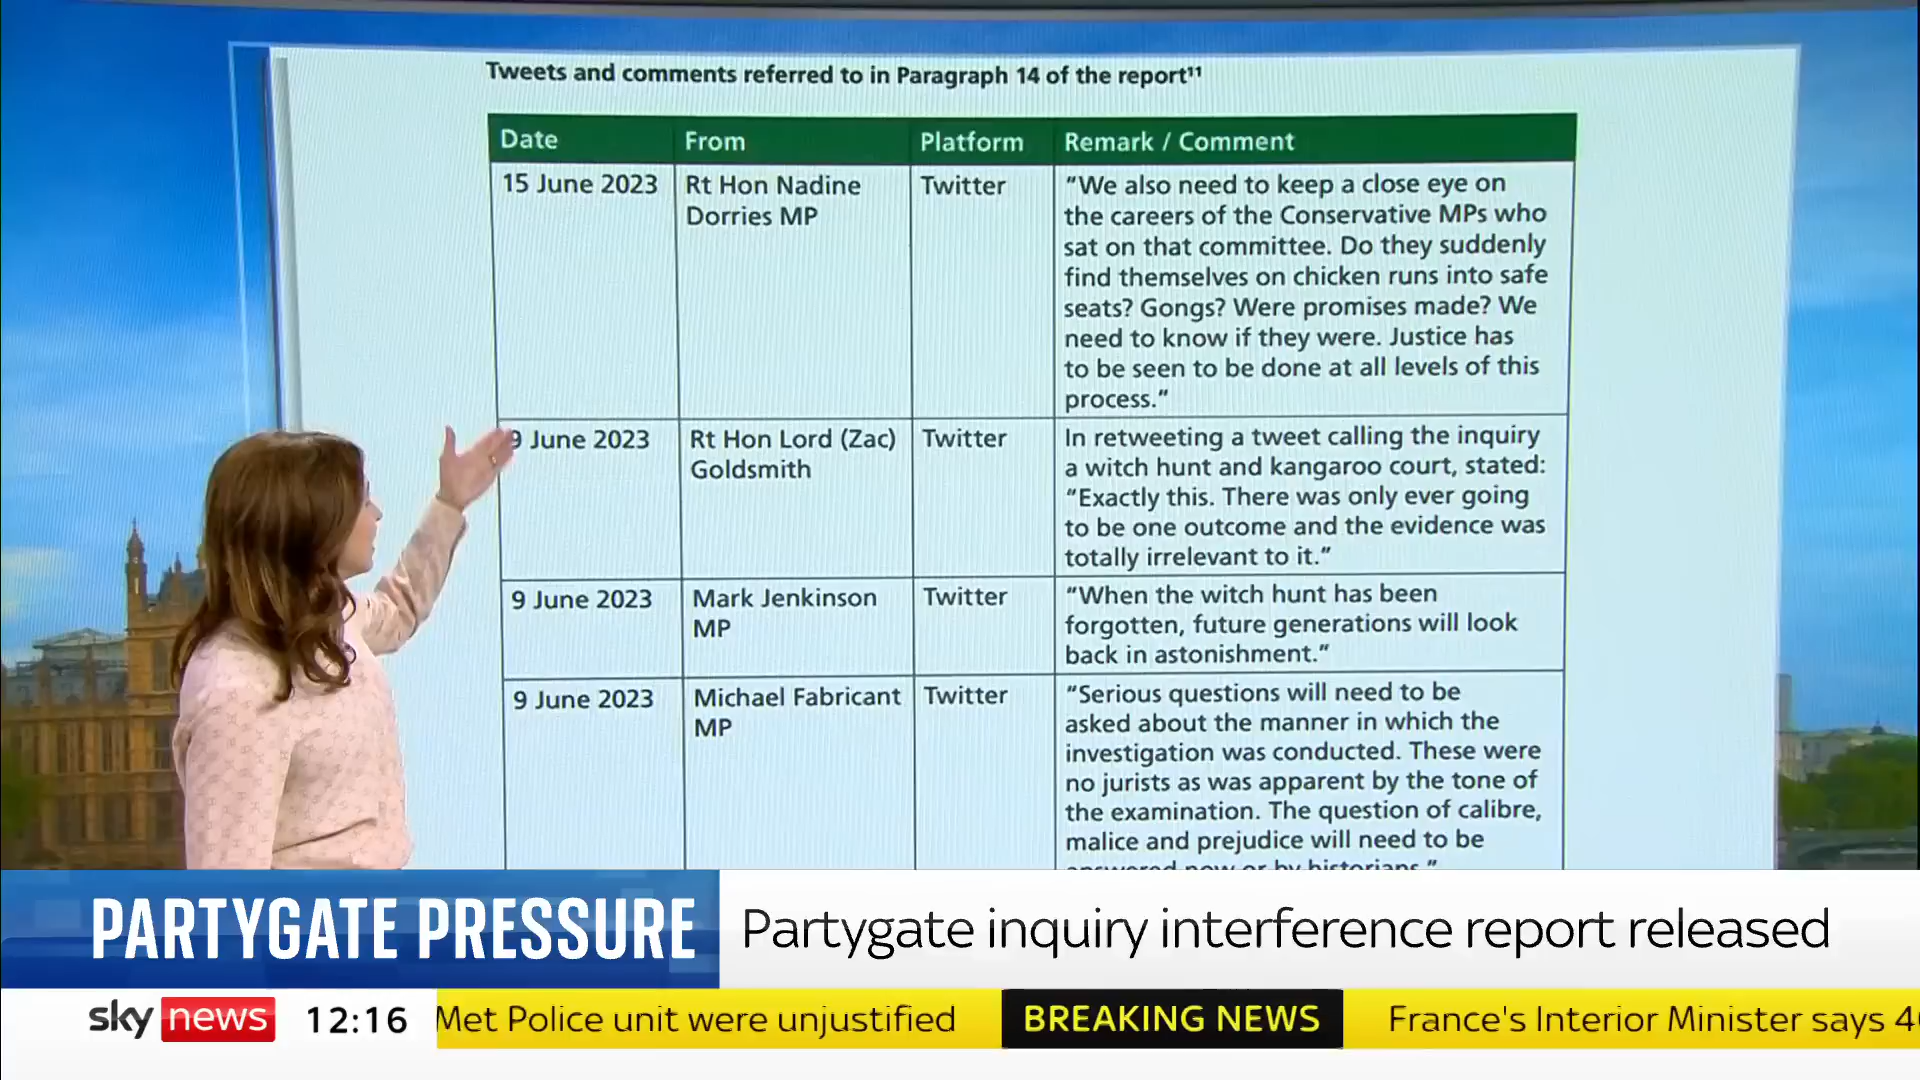 Tweets and comments referred to in Paragraph 14 of the report¹¹
Date From Platform Remark / Comment
15 June 2023 Rt Hon Nadine Dorries MP Twitter
“We also need to keep a close eye on
the careers of the Conservative MPs who
sat on that committee. Do they suddenly
find themselves on chicken runs into safe
seats? Gongs? Were promises made? We
need to know if they were. Justice has
to be seen to be done at all levels of this
process.”
9 June 2023 Rt Hon Lord (Zac) Goldsmith Twitter
In retweeting a tweet calling the inquiry
a witch hunt and kangaroo court, stated:
“Exactly this. There was only ever going
to be one outcome and the evidence was
totally irrelevant to it.”
9 June 2023 Mark Jenkinson MP Twitter
“When the witch hunt has been
forgotten, future generations will look
back in astonishment.”
9 June 2023 Michael Fabricant MP Twitter
“Serious questions will need to be
asked about the manner in which the
investigation was conducted. These were
no jurists as was apparent by the tone of
the examination. The question of calibre,
malice and prejudice will need to be
answered now or by historians.”
PARTYGATE PRESSURE
Partygate inquiry interference report released
sky news 12:16 Met Police unit were unjustified BREAKING NEWS France's Interior Minister says